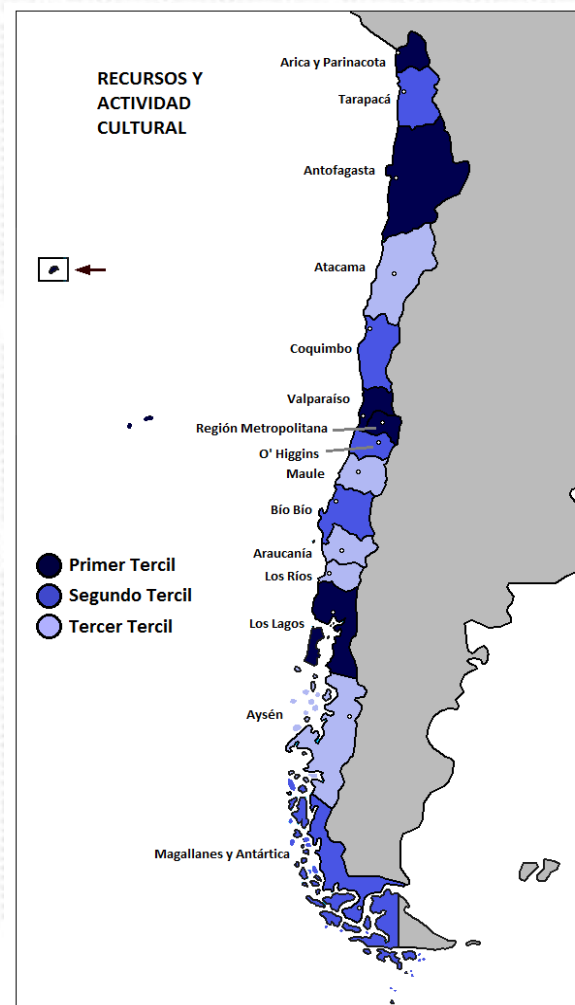 RECURSOS Y
ACTIVIDAD
CULTURAL
Arica y Parinacota
Tarapacá
Antofagasta
Atacama
Coquimbo
Valparaíso
Región Metropolitana
O' Higgins
Maule
Bío Bío
Araucanía
Los Ríos
Los Lagos
Aysén
Magallanes y Antártica
Primer Tercil
Segundo Tercil
Tercer Tercil